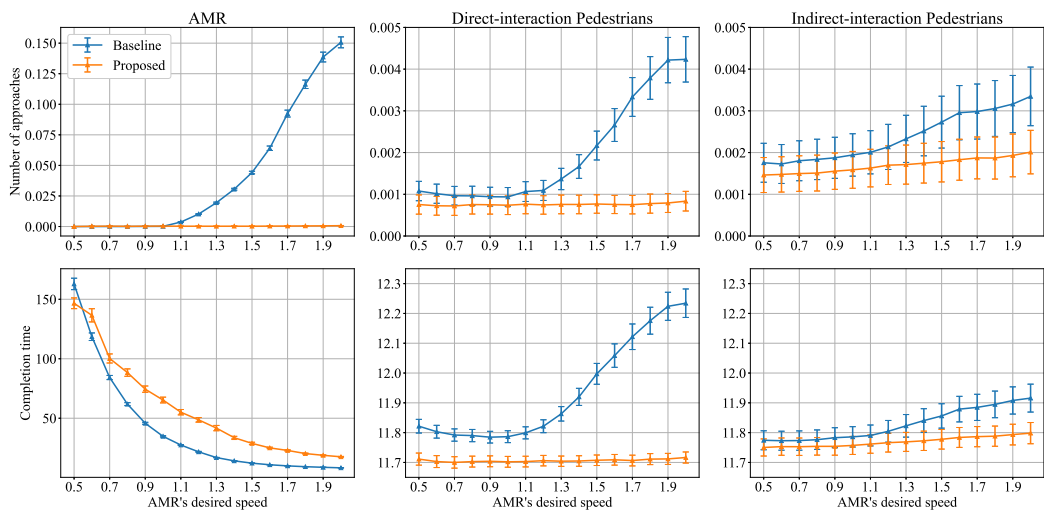 AMR
Direct-interaction Pedestrians
Indirect-interaction Pedestrians
Number of approaches
0.150
0.125
0.100
0.075
0.050
0.025
0.000
Baseline
Proposed
0.5 0.7 0.9 1.1 1.3 1.5 1.7 1.9
0.005
0.004
0.003
0.002
0.001
0.000
0.5 0.7 0.9 1.1 1.3 1.5 1.7 1.9
0.005
0.004
0.003
0.002
0.001
0.000
0.5 0.7 0.9 1.1 1.3 1.5 1.7 1.9
Completion time
150
100
50
0.5 0.7 0.9 1.1 1.3 1.5 1.7 1.9
AMR's desired speed
12.3
12.2
12.1
12.0
11.9
11.8
11.7
0.5 0.7 0.9 1.1 1.3 1.5 1.7 1.9
AMR's desired speed
12.3
12.2
12.1
12.0
11.9
11.8
11.7
0.5 0.7 0.9 1.1 1.3 1.5 1.7 1.9
AMR's desired speed